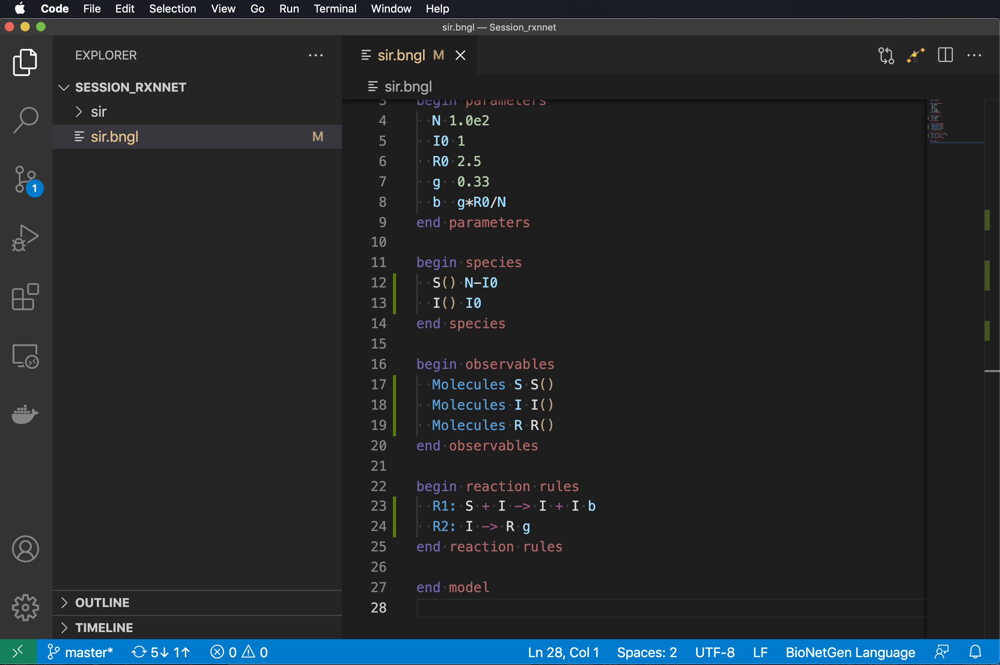 Code File Edit Selection View Go Run Terminal Window Help
sir.bngl — Session_rxnnet
EXPLORER
SESSION_RXNNET
sir
sir.bngl M
1
OUTLINE
TIMELINE
sir.bngl M
sir.bngl
3 begin parameters
4 N 1.0e2
5 I0 1
6 R0 2.5
7 g 0.33
8 b g*R0/N
9 end parameters
10
11 begin species
12 S() N-I0
13 I() I0
14 end species
15
16 begin observables
17 Molecules S S()
18 Molecules I I()
19 Molecules R R()
20 end observables
21
22 begin reaction rules
23 R1: S + I -> I + I b
24 R2: I -> R g
25 end reaction rules
26
27 end model
28
master* 5↓ 1↑ 0 0 Ln 28, Col 1 Spaces: 2 UTF-8 LF BioNetGen Language